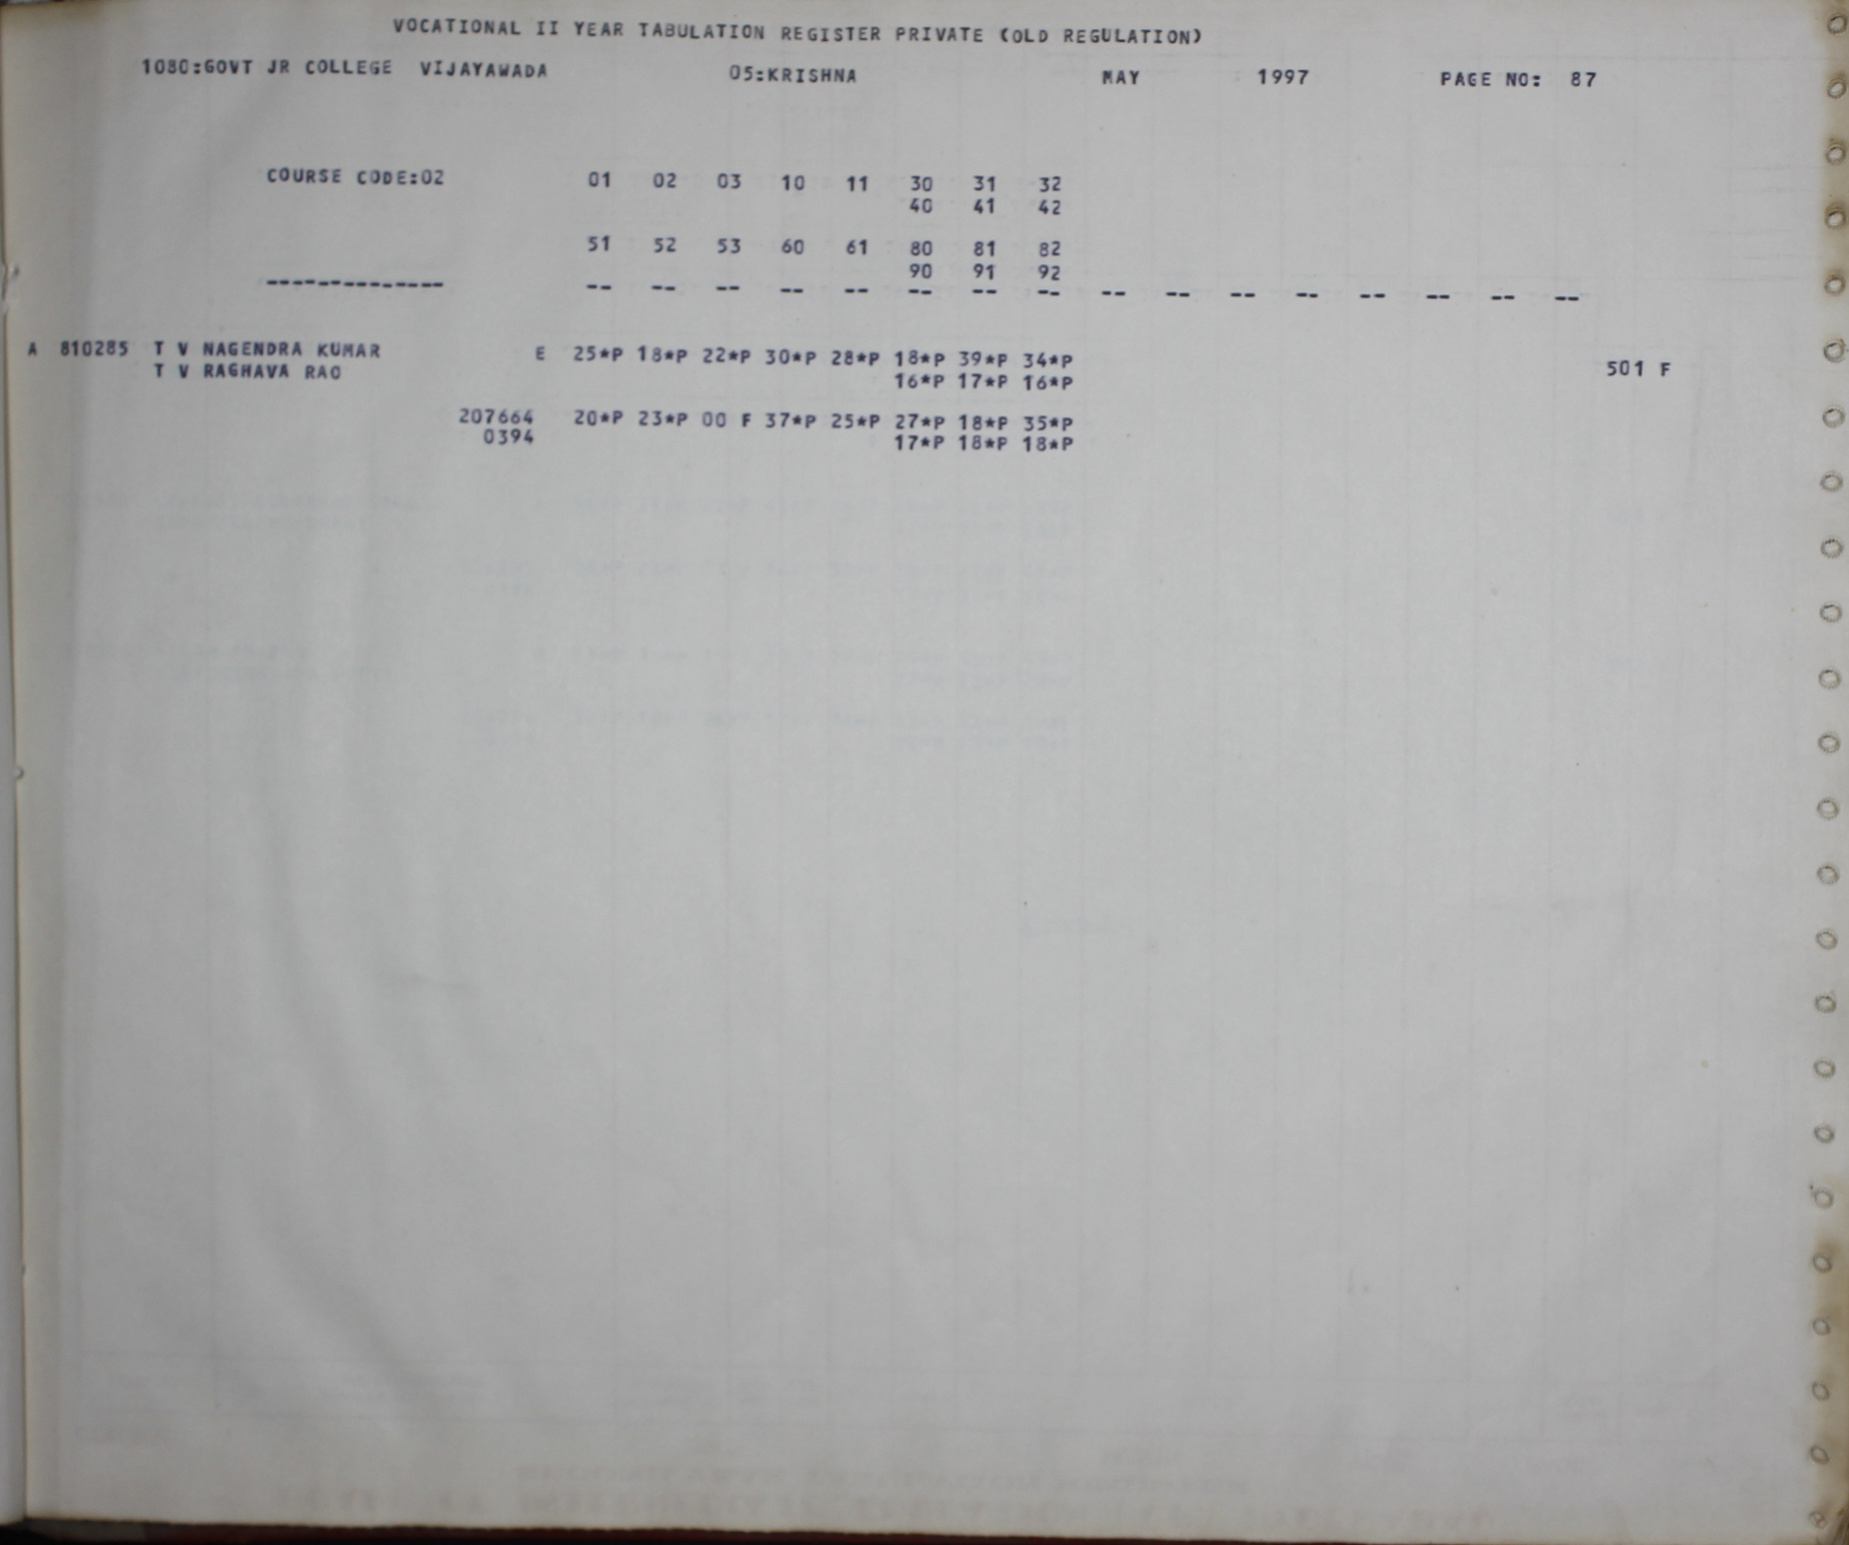 VOCATIONAL II YEAR TABULATION REGISTER PRIVATE (OLD REGULATION)
1080:GOVT JR COLLEGE VIJAYAWADA 05:KRISHNA MAY 1997 PAGE NO: 87
COURSE CODE:02 01 02 03 10 11 30 31 32
40 41 42
51 52 53 60 61 80 81 82
90 91 92
-------------- -- -- -- -- -- -- -- -- -- -- -- -- -- -- -- --
A 810285 T V NAGENDRA KUMAR E 25*P 18*P 22*P 30*P 28*P 18*P 39*P 34*P
T V RAGHAVA RAO 16*P 17*P 16*P 501 F
207664 20*P 23*P 00 F 37*P 25*P 27*P 18*P 35*P
0394 17*P 18*P 18*P